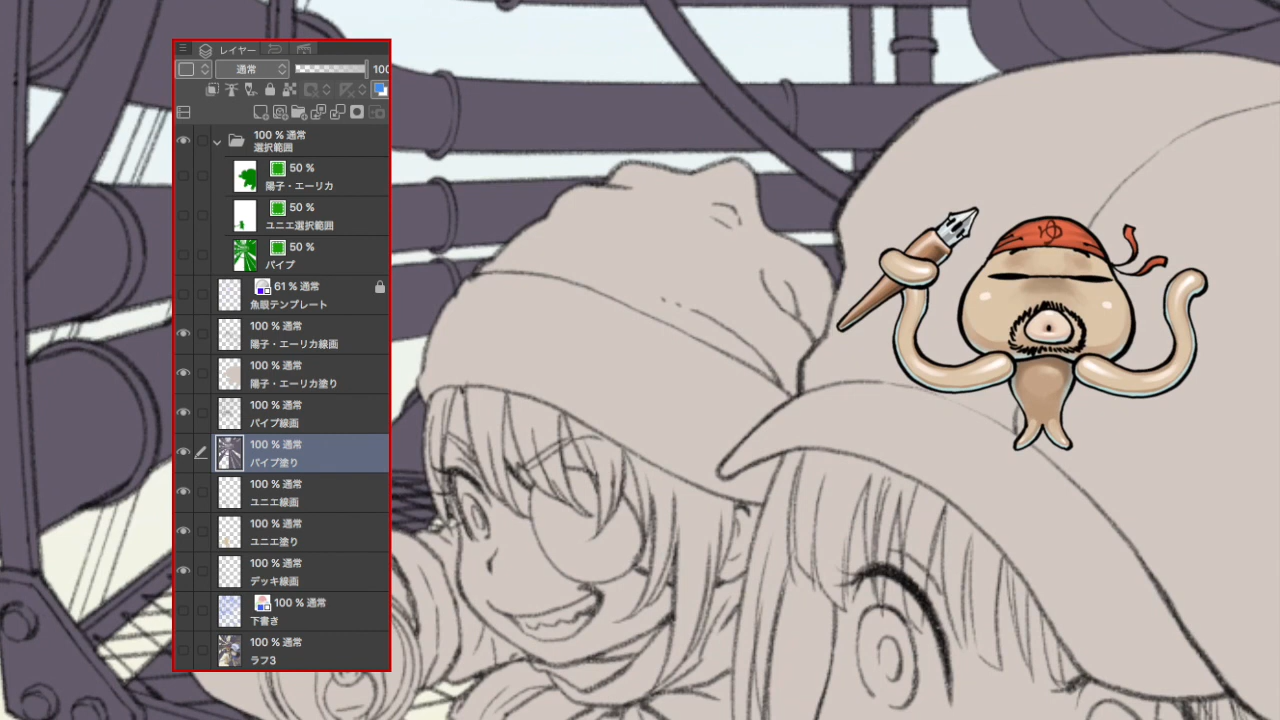 レイヤー
通常
100
100 % 通常
選択範囲
50 %
陽子・エーリカ
50 %
ユニエ選択範囲
50 %
パイプ
61 % 通常
魚眼テンプレート
100 % 通常
陽子・エーリカ線画
100 % 通常
陽子・エーリカ塗り
100 % 通常
パイプ線画
100 % 通常
パイプ塗り
100 % 通常
ユニエ線画
100 % 通常
ユニエ塗り
100 % 通常
デッキ線画
100 % 通常
下書き
100 % 通常
ラフ3
ゆ